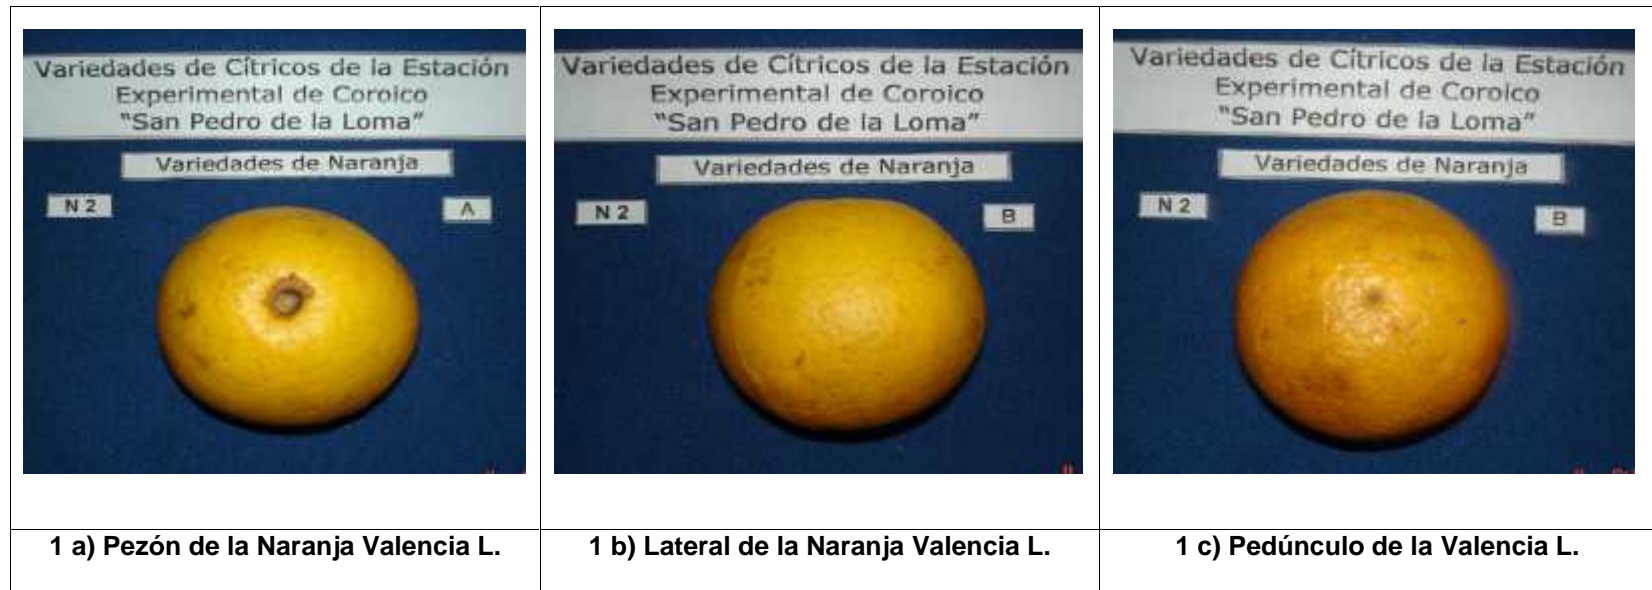 Variedades de Cítricos de la Estación
Experimental de Coroico
"San Pedro de la Loma"
Variedades de Naranja
N 2
A
Variedades de Cítricos de la Estación
Experimental de Coroico
"San Pedro de la Loma"
Variedades de Naranja
N 2
B
Variedades de Cítricos de la Estación
Experimental de Coroico
"San Pedro de la Loma"
Variedades de Naranja
N 2
B
1 a) Pezón de la Naranja Valencia L.
1 b) Lateral de la Naranja Valencia L.
1 c) Pedúnculo de la Valencia L.